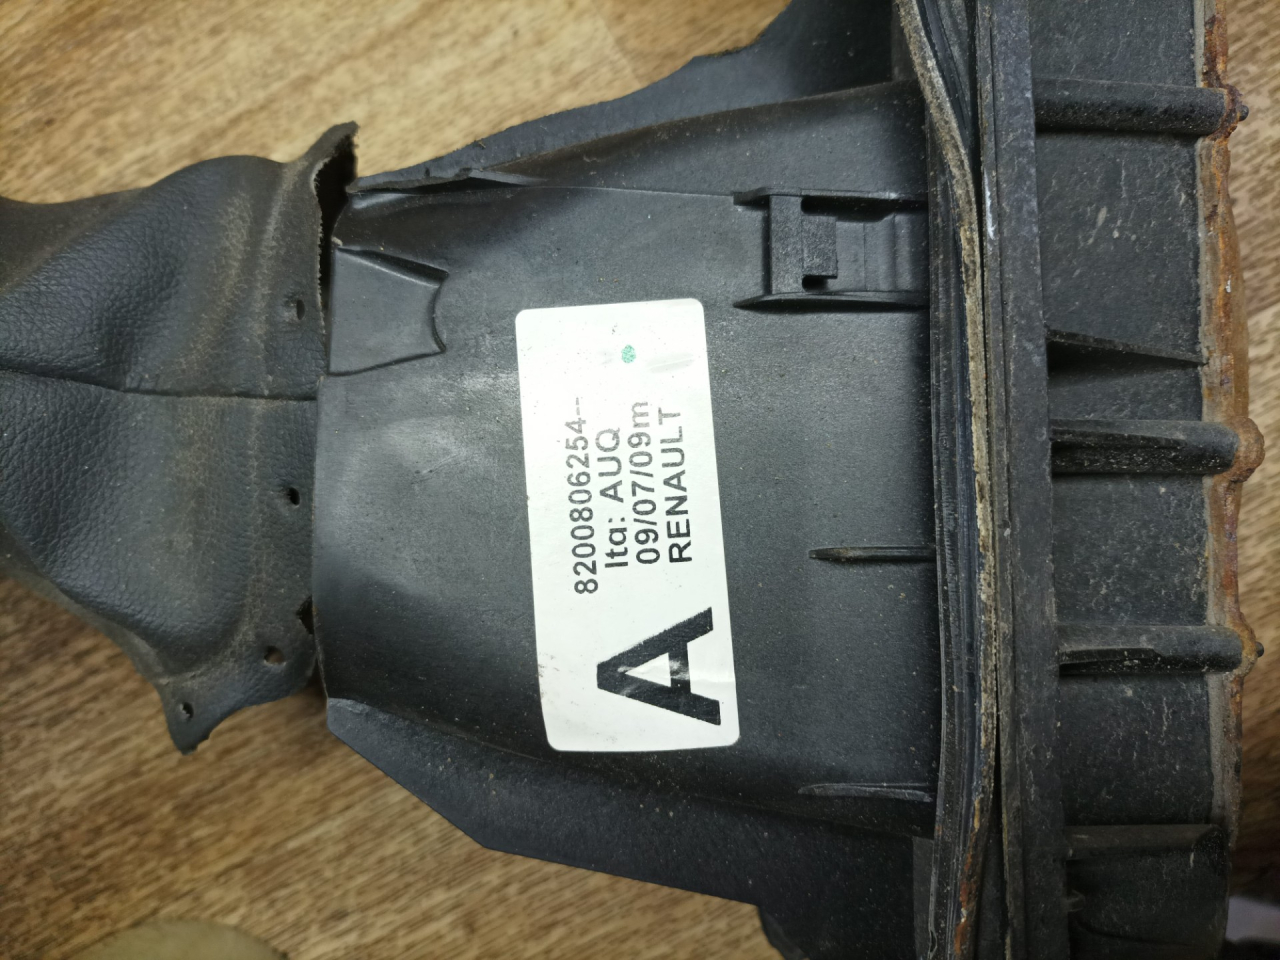 8200806254--
Ita: AUQ
09/07/09m
RENAULT
A